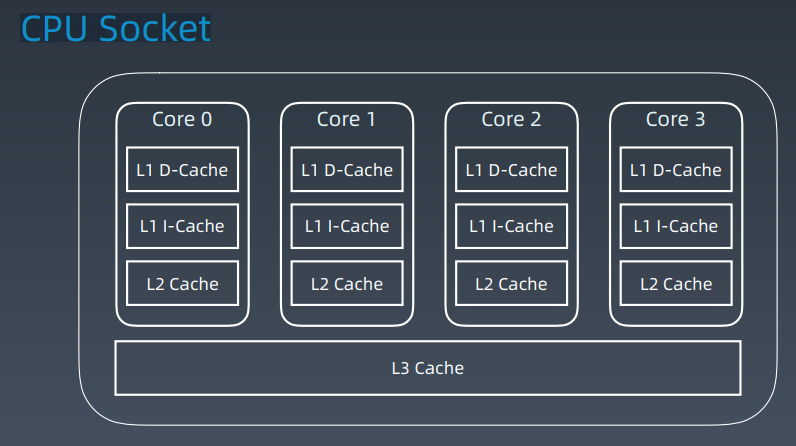 CPU Socket
Core 0
Core 1
Core 2
Core 3
L1 D-Cache
L1 D-Cache
L1 D-Cache
L1 D-Cache
L1 I-Cache
L1 I-Cache
L1 I-Cache
L1 I-Cache
L2 Cache
L2 Cache
L2 Cache
L2 Cache
L3 Cache